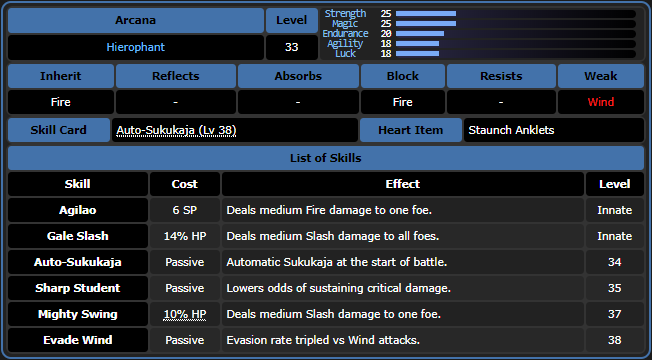 Arcana Level
Hierophant 33
Strength 25
Magic 25
Endurance 20
Agility 18
Luck 18
Inherit Reflects Absorbs Block Resists Weak
Fire - - Fire - Wind
Skill Card Auto-Sukukaja (Lv 38) Heart Item Staunch Anklets
List of Skills
Skill Cost Effect Level
Agilao 6 SP Deals medium Fire damage to one foe. Innate
Gale Slash 14% HP Deals medium Slash damage to all foes. Innate
Auto-Sukukaja Passive Automatic Sukukaja at the start of battle. 34
Sharp Student Passive Lowers odds of sustaining critical damage. 35
Mighty Swing 10% HP Deals medium Slash damage to one foe. 37
Evade Wind Passive Evasion rate tripled vs Wind attacks. 38